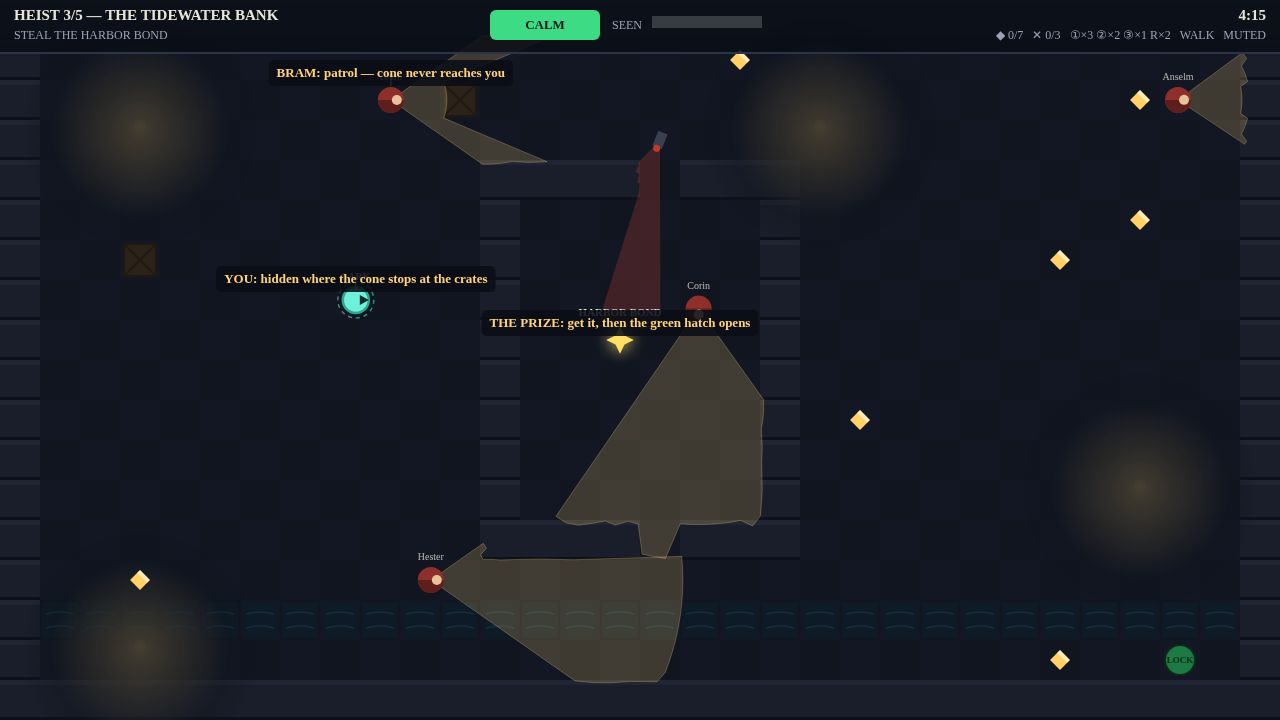 HEIST 3/5 — THE TIDEWATER BANK
STEAL THE HARBOR BOND
CALM
SEEN
4:15
◆ 0/7 ✕ 0/3 ①×3 ②×2 ③×1 R×2 WALK MUTED
BRAM: patrol — cone never reaches you
Anselm
YOU: hidden where the cone stops at the crates
Corin
HARBOR BOND
THE PRIZE: get it, then the green hatch opens
Hester
LOCK